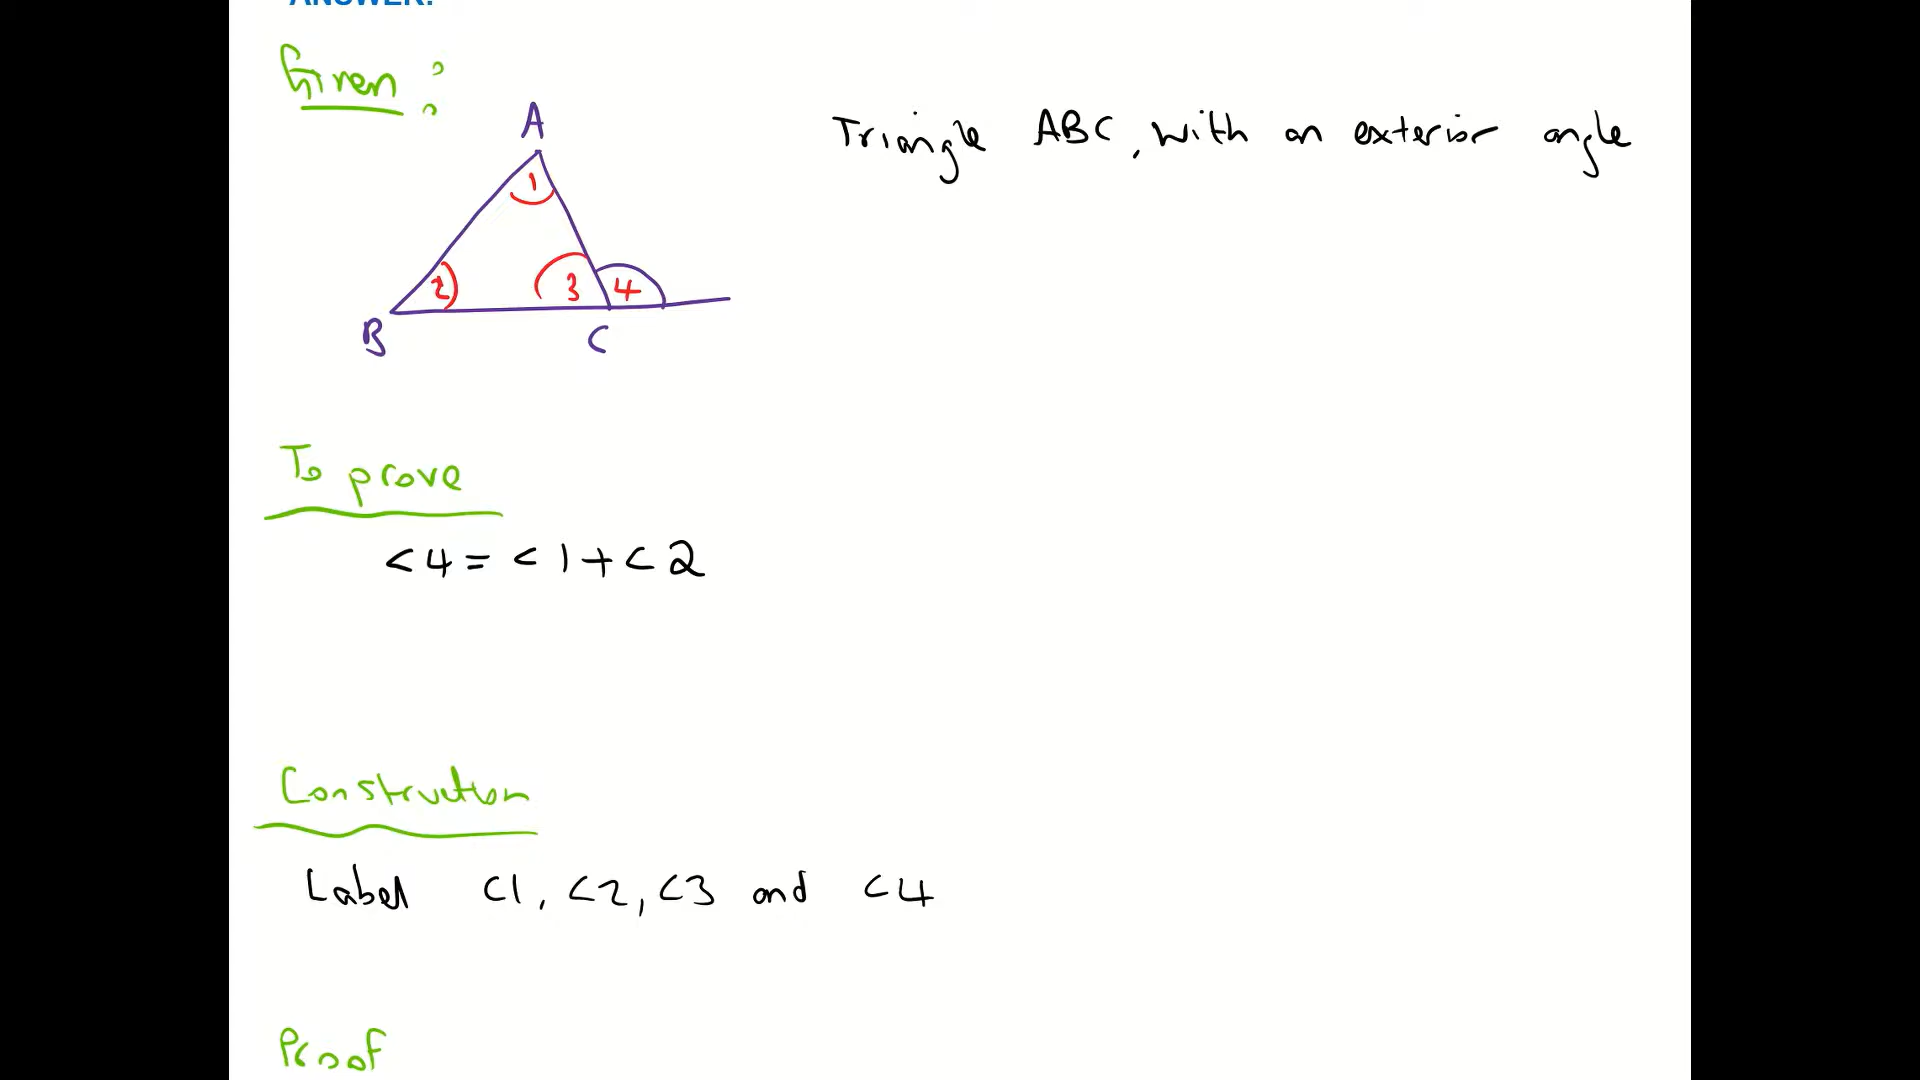 ANSWER:
Given:
A
Triangle ABC, with an exterior angle
1
2
3
4
B
C
To prove
<4 = <1 + <2
Construction
Label <1, <2, <3 and <4
Proof